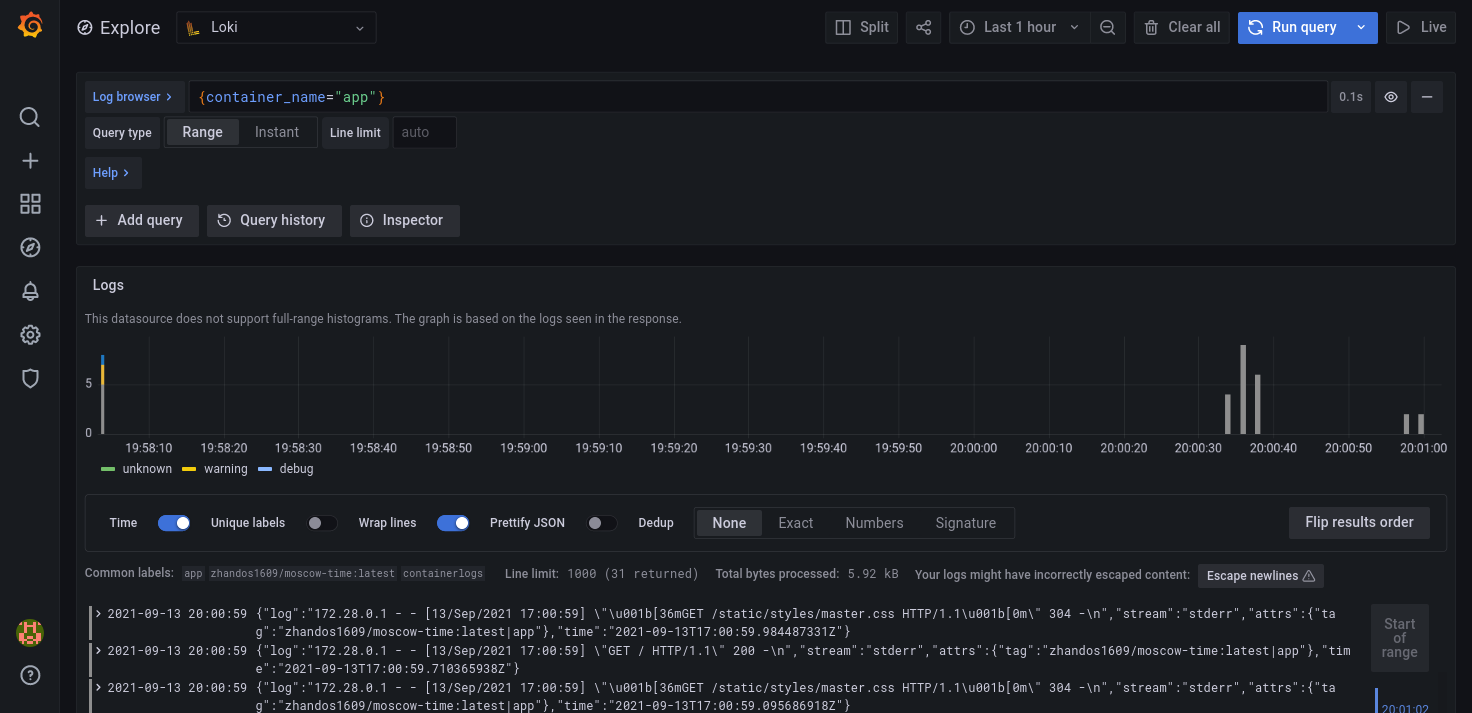 Explore Loki Split Last 1 hour Clear all Run query Live
Log browser > {container_name="app"} 0.1s
Query type Range Instant Line limit auto
Help >
+ Add query Query history Inspector
Logs
This datasource does not support full-range histograms. The graph is based on the logs seen in the response.
5
0
19:58:10 19:58:20 19:58:30 19:58:40 19:58:50 19:59:00 19:59:10 19:59:20 19:59:30 19:59:40 19:59:50 20:00:00 20:00:10 20:00:20 20:00:30 20:00:40 20:00:50 20:01:00
unknown warning debug
Time Unique labels Wrap lines Prettify JSON Dedup None Exact Numbers Signature Flip results order
Common labels: app zhandos1609/moscow-time:latest containerlogs Line limit: 1000 (31 returned) Total bytes processed: 5.92 kB Your logs might have incorrectly escaped content: Escape newlines
> 2021-09-13 20:00:59 {"log":"172.28.0.1 - - [13/Sep/2021 17:00:59] \"\u001b[36mGET /static/styles/master.css HTTP/1.1\u001b[0m\" 304 -\n","stream":"stderr","attrs":{"ta
g":"zhandos1609/moscow-time:latest|app"},"time":"2021-09-13T17:00:59.984487331Z"}
> 2021-09-13 20:00:59 {"log":"172.28.0.1 - - [13/Sep/2021 17:00:59] \"GET / HTTP/1.1\" 200 -\n","stream":"stderr","attrs":{"tag":"zhandos1609/moscow-time:latest|app"},"tim
e":"2021-09-13T17:00:59.710365938Z"}
> 2021-09-13 20:00:59 {"log":"172.28.0.1 - - [13/Sep/2021 17:00:59] \"\u001b[36mGET /static/styles/master.css HTTP/1.1\u001b[0m\" 304 -\n","stream":"stderr","attrs":{"ta
g":"zhandos1609/moscow-time:latest|app"},"time":"2021-09-13T17:00:59.095686918Z"}
Start
of
range
20:01:02